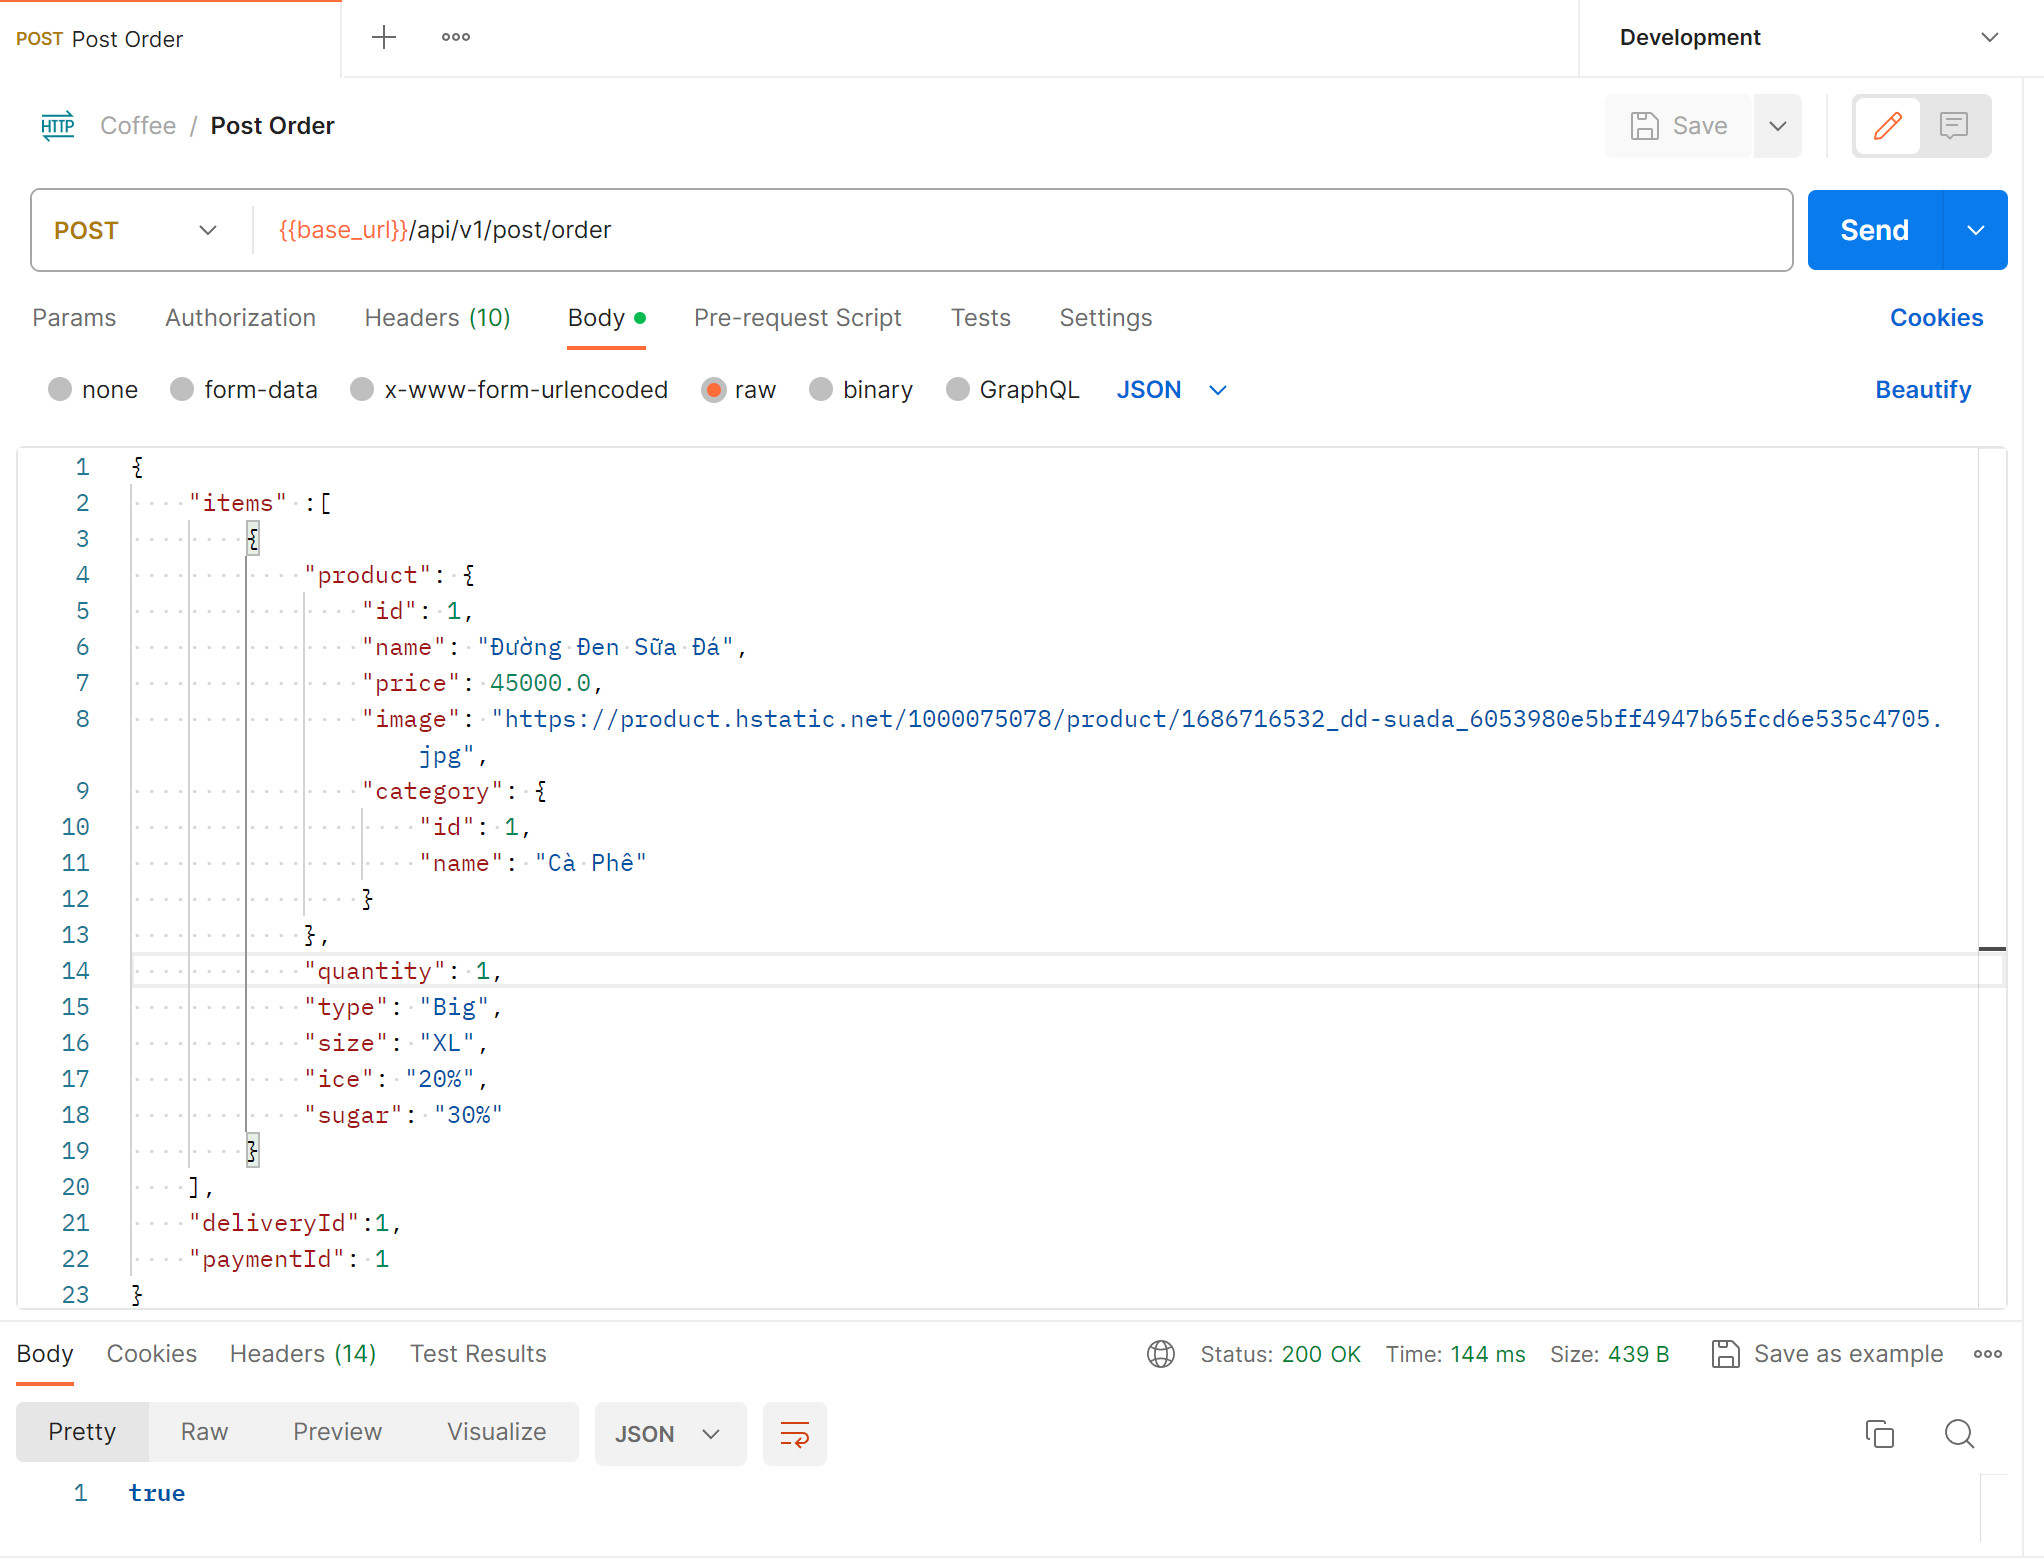 POST Post Order
Development
HTTP Coffee / Post Order
Save
POST {{base_url}}/api/v1/post/order
Send
Params Authorization Headers (10) Body Pre-request Script Tests Settings Cookies
none form-data x-www-form-urlencoded raw binary GraphQL JSON Beautify
1 {
2 "items" :[
3 {
4 "product": {
5 "id": 1,
6 "name": "Đường Đen Sữa Đá",
7 "price": 45000.0,
8 "image": "https://product.hstatic.net/1000075078/product/1686716532_dd-suada_6053980e5bff4947b65fcd6e535c4705.
jpg",
9 "category": {
10 "id": 1,
11 "name": "Cà Phê"
12 }
13 },
14 "quantity": 1,
15 "type": "Big",
16 "size": "XL",
17 "ice": "20%",
18 "sugar": "30%"
19 }
20 ],
21 "deliveryId":1,
22 "paymentId": 1
23 }
Body Cookies Headers (14) Test Results Status: 200 OK Time: 144 ms Size: 439 B Save as example
Pretty Raw Preview Visualize JSON
1 true